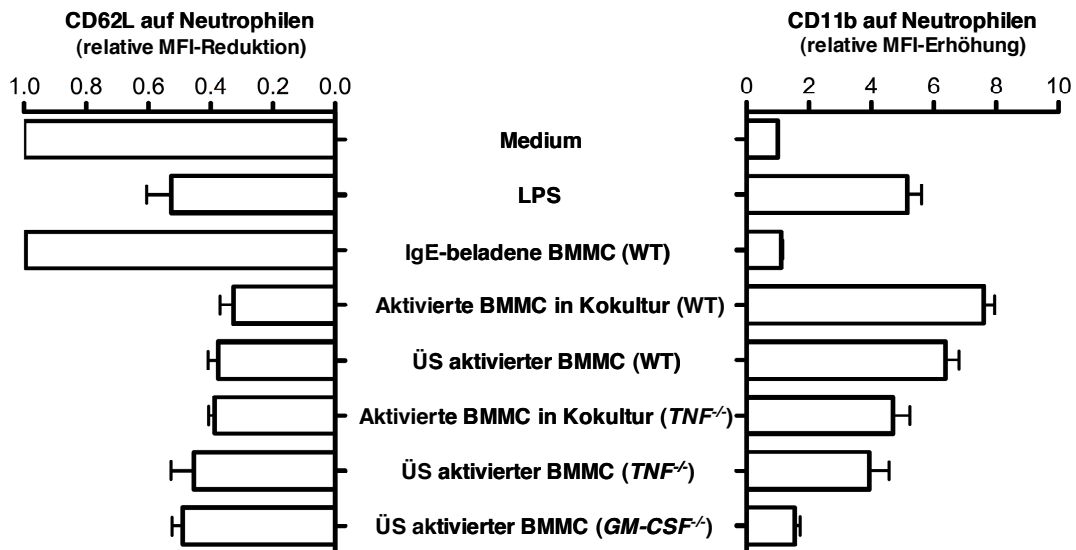 CD62L auf Neutrophilen
(relative MFI-Reduktion)
1.0 0.8 0.6 0.4 0.2 0.0
CD11b auf Neutrophilen
(relative MFI-Erhöhung)
0 2 4 6 8 10
Medium
LPS
IgE-beladene BMMC (WT)
Aktivierte BMMC in Kokultur (WT)
ÜS aktivierter BMMC (WT)
Aktivierte BMMC in Kokultur (TNF-/-)
ÜS aktivierter BMMC (TNF-/-)
ÜS aktivierter BMMC (GM-CSF-/-)